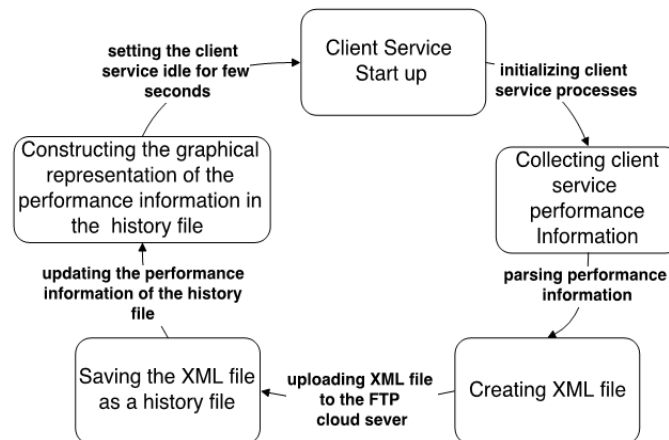 Client Service
Start up
initializing client
service processes
Collecting client
service
performance
Information
parsing performance
information
Creating XML file
uploading XML file
to the FTP
cloud sever
Saving the XML file
as a history file
updating the performance
information of the history
file
Constructing the graphical
representation of the
performance information in
the history file
setting the client
service idle for few
seconds